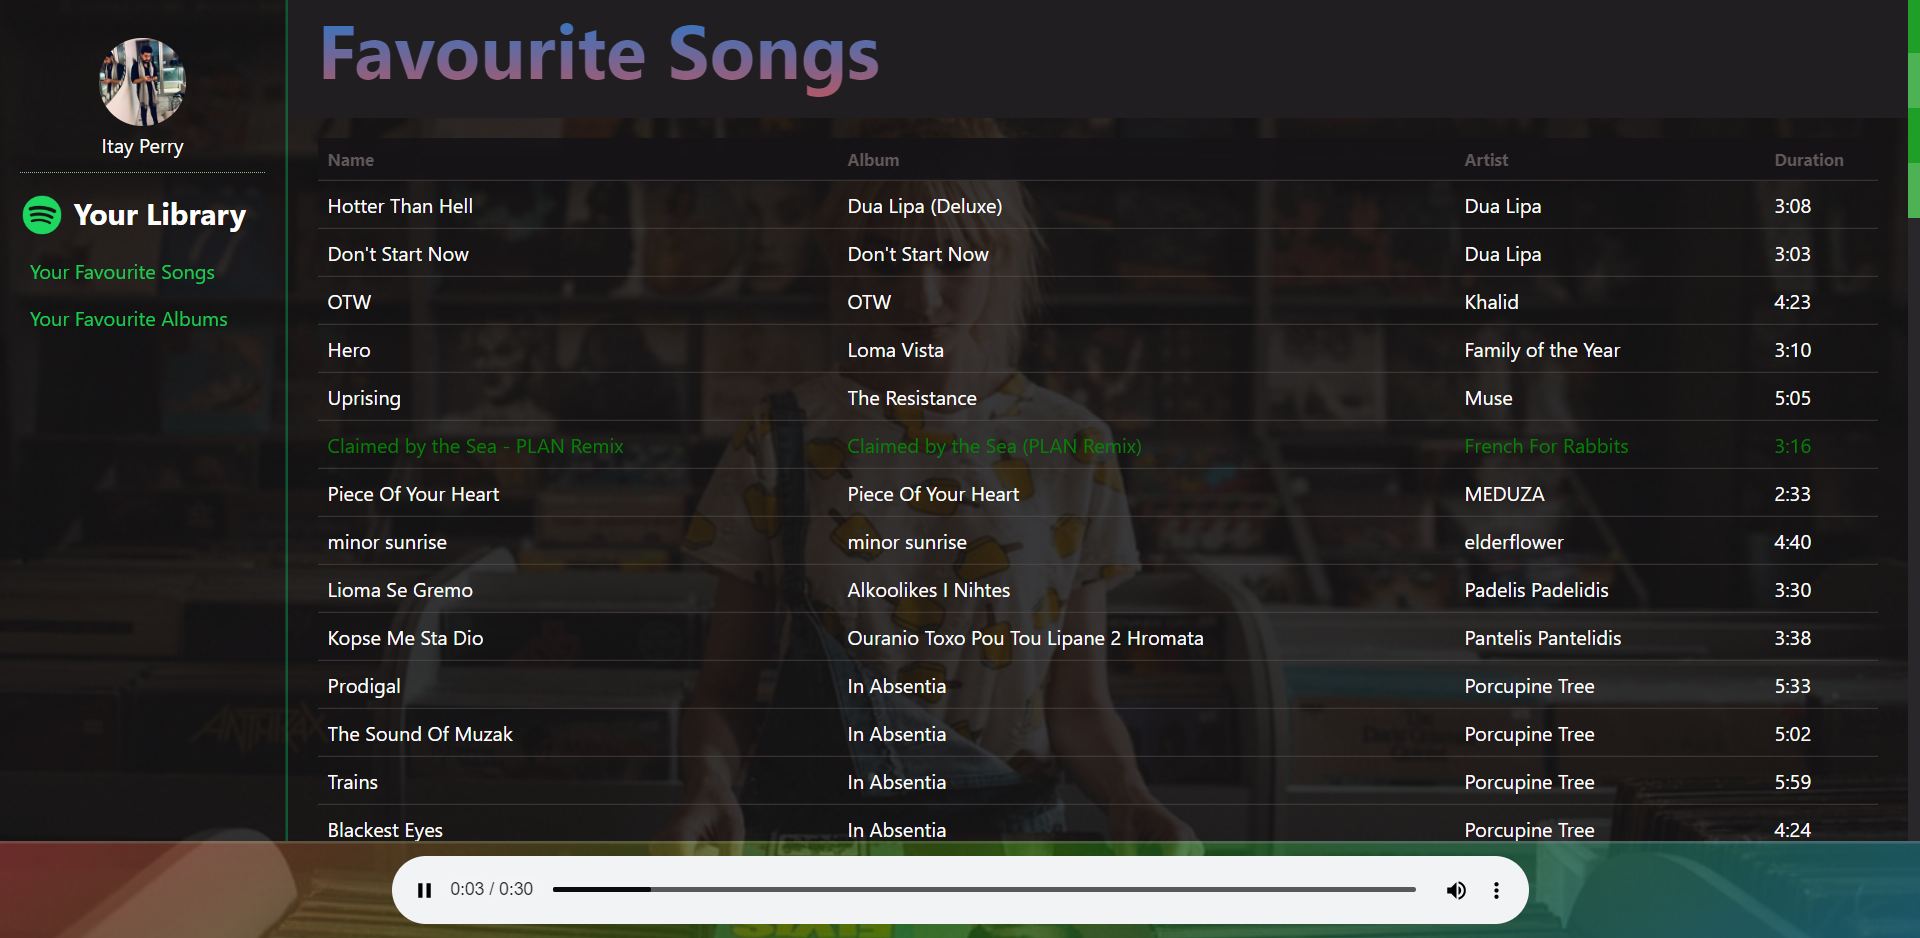 Favourite Songs
Itay Perry
Your Library
Your Favourite Songs
Your Favourite Albums
Name Album Artist Duration
Hotter Than Hell Dua Lipa (Deluxe) Dua Lipa 3:08
Don't Start Now Don't Start Now Dua Lipa 3:03
OTW OTW Khalid 4:23
Hero Loma Vista Family of the Year 3:10
Uprising The Resistance Muse 5:05
Claimed by the Sea - PLAN Remix Claimed by the Sea (PLAN Remix) French For Rabbits 3:16
Piece Of Your Heart Piece Of Your Heart MEDUZA 2:33
minor sunrise minor sunrise elderflower 4:40
Lioma Se Gremo Alkoolikes I Nihtes Padelis Padelidis 3:30
Kopse Me Sta Dio Ouranio Toxo Pou Tou Lipane 2 Hromata Pantelis Pantelidis 3:38
Prodigal In Absentia Porcupine Tree 5:33
The Sound Of Muzak In Absentia Porcupine Tree 5:02
Trains In Absentia Porcupine Tree 5:59
Blackest Eyes In Absentia Porcupine Tree 4:24
ANTHRAX
0:03 / 0:30
ELVIS